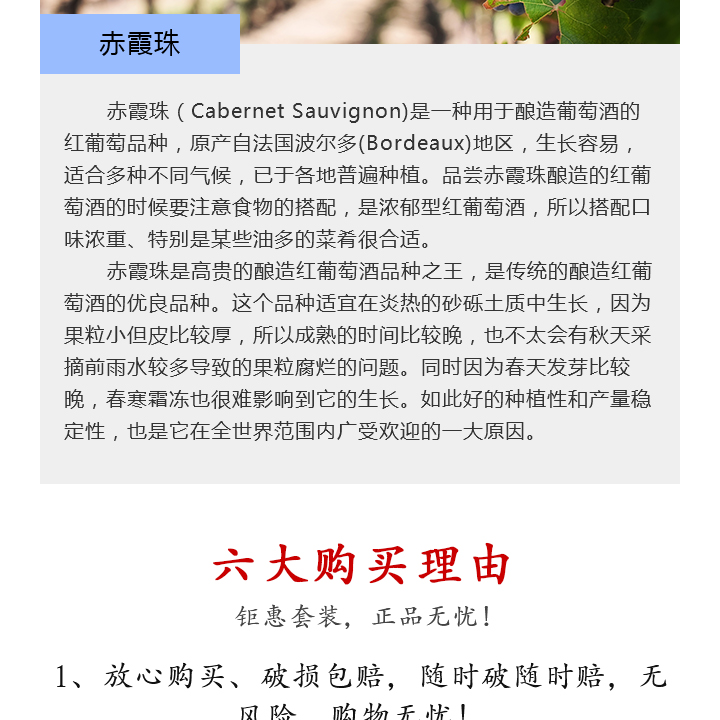 赤霞珠
赤霞珠（Cabernet Sauvignon)是一种用于酿造葡萄酒的
红葡萄品种，原产自法国波尔多(Bordeaux)地区，生长容易，
适合多种不同气候，已于各地普遍种植。品尝赤霞珠酿造的红葡
萄酒的时候要注意食物的搭配，是浓郁型红葡萄酒，所以搭配口
味浓重、特别是某些油多的菜肴很合适。
赤霞珠是高贵的酿造红葡萄酒品种之王，是传统的酿造红葡
萄酒的优良品种。这个品种适宜在炎热的砂砾土质中生长，因为
果粒小但皮比较厚，所以成熟的时间比较晚，也不太会有秋天采
摘前雨水较多导致的果粒腐烂的问题。同时因为春天发芽比较
晚，春寒霜冻也很难影响到它的生长。如此好的种植性和产量稳
定性，也是它在全世界范围内广受欢迎的一大原因。
六大购买理由
钜惠套装，正品无忧！
1、放心购买、破损包赔，随时破随时赔，无
风险，购物无忧！